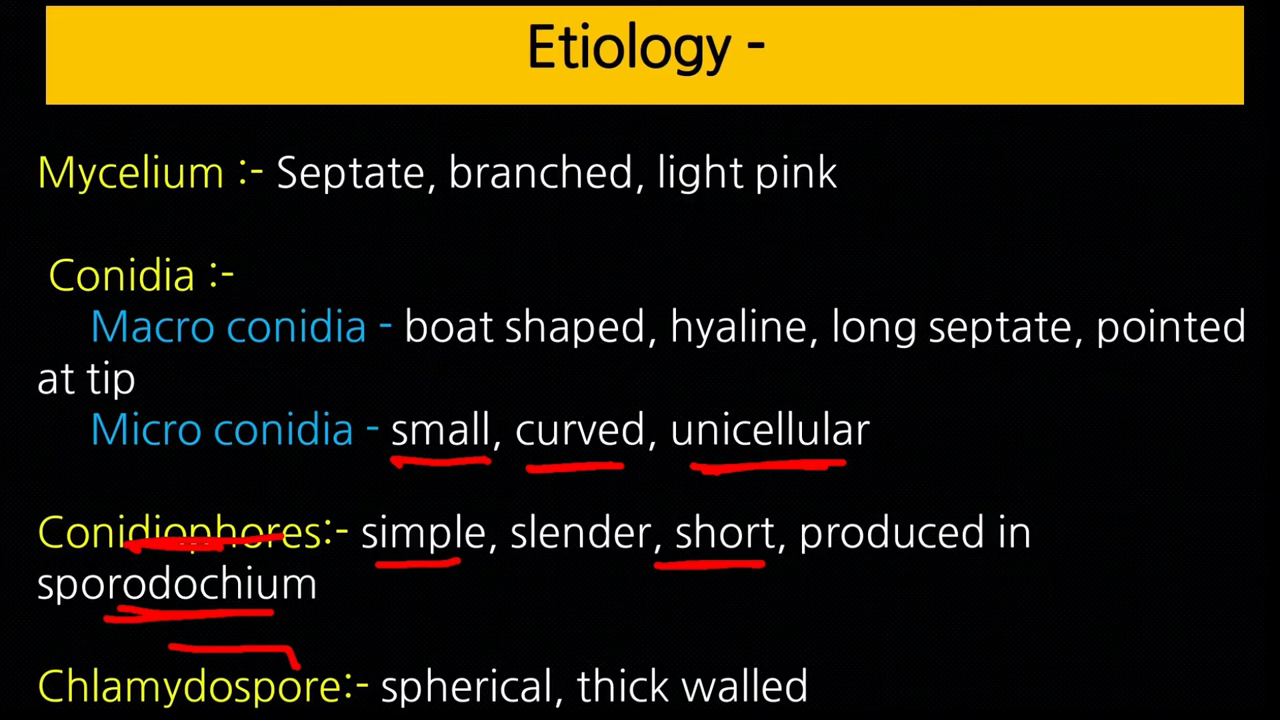 Etiology -
Mycelium :- Septate, branched, light pink
Conidia :-
Macro conidia - boat shaped, hyaline, long septate, pointed
at tip
Micro conidia - small, curved, unicellular
Conidiophores:- simple, slender, short, produced in
sporodochium
Chlamydospore:- spherical, thick walled